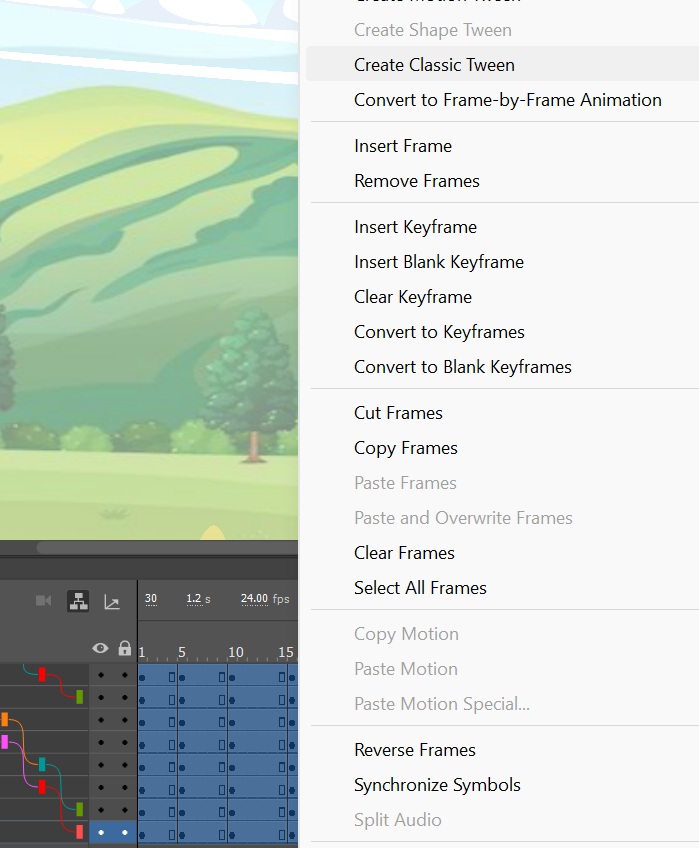 Create Motion Tween
Create Shape Tween
Create Classic Tween
Convert to Frame-by-Frame Animation
Insert Frame
Remove Frames
Insert Keyframe
Insert Blank Keyframe
Clear Keyframe
Convert to Keyframes
Convert to Blank Keyframes
Cut Frames
Copy Frames
Paste Frames
Paste and Overwrite Frames
Clear Frames
Select All Frames
Copy Motion
Paste Motion
Paste Motion Special...
Reverse Frames
Synchronize Symbols
Split Audio
30 1.2 s 24.00 fps
1 5 10 15